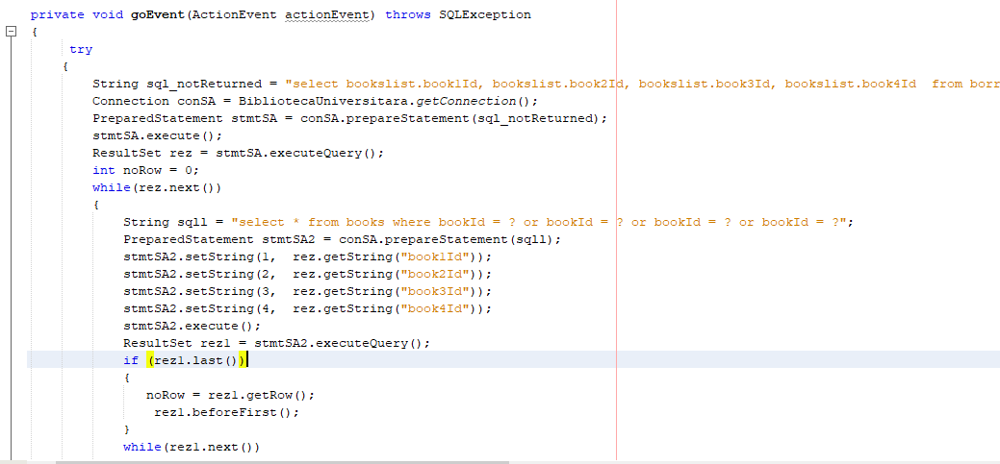 private void goEvent(ActionEvent actionEvent) throws SQLException
{
try
{
String sql_notReturned = "select bookslist.book1Id, bookslist.book2Id, bookslist.book3Id, bookslist.book4Id  from borr
Connection conSA = BibliotecaUniversitara.getConnection();
PreparedStatement stmtSA = conSA.prepareStatement(sql_notReturned);
stmtSA.execute();
ResultSet rez = stmtSA.executeQuery();
int noRow = 0;
while(rez.next())
{
String sql1 = "select * from books where bookId = ? or bookId = ? or bookId = ? or bookId = ?";
PreparedStatement stmtSA2 = conSA.prepareStatement(sql1);
stmtSA2.setString(1,  rez.getString("book1Id"));
stmtSA2.setString(2,  rez.getString("book2Id"));
stmtSA2.setString(3,  rez.getString("book3Id"));
stmtSA2.setString(4,  rez.getString("book4Id"));
stmtSA2.execute();
ResultSet rez1 = stmtSA2.executeQuery();
if (rez1.last())
{
noRow = rez1.getRow();
rez1.beforeFirst();
}
while(rez1.next())